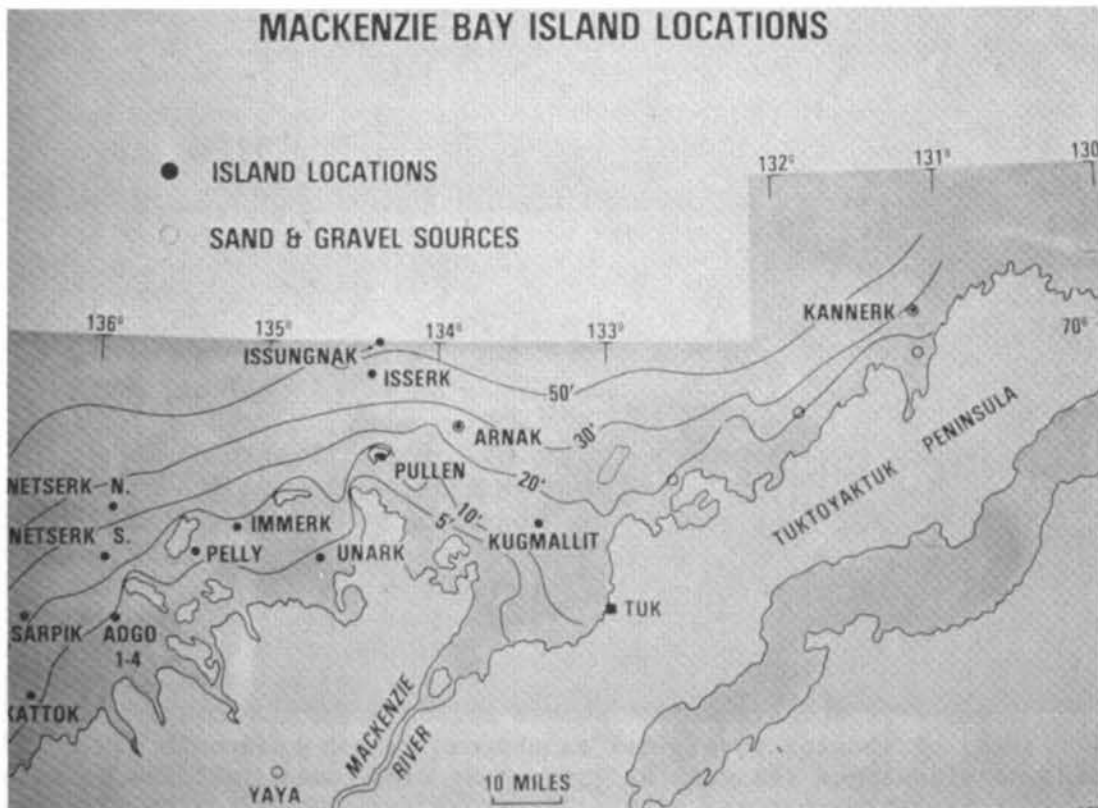 MACKENZIE BAY ISLAND LOCATIONS
ISLAND LOCATIONS
SAND & GRAVEL SOURCES
132°
131°
130
KANNERK
70°
136°
135°
134°
133°
ISSUNGNAK
ISSERK
50'
ARNAK
30'
PULLEN
20'
NETSERK N.
10'
5'
IMMERK
KUGMALLIT
NETSERK S.
PELLY
UNARK
TUKTOYAKTUK PENINSULA
TUK
SARPIK
ADGO
1-4
KATTOK
MACKENZIE
RIVER
YAYA
10 MILES